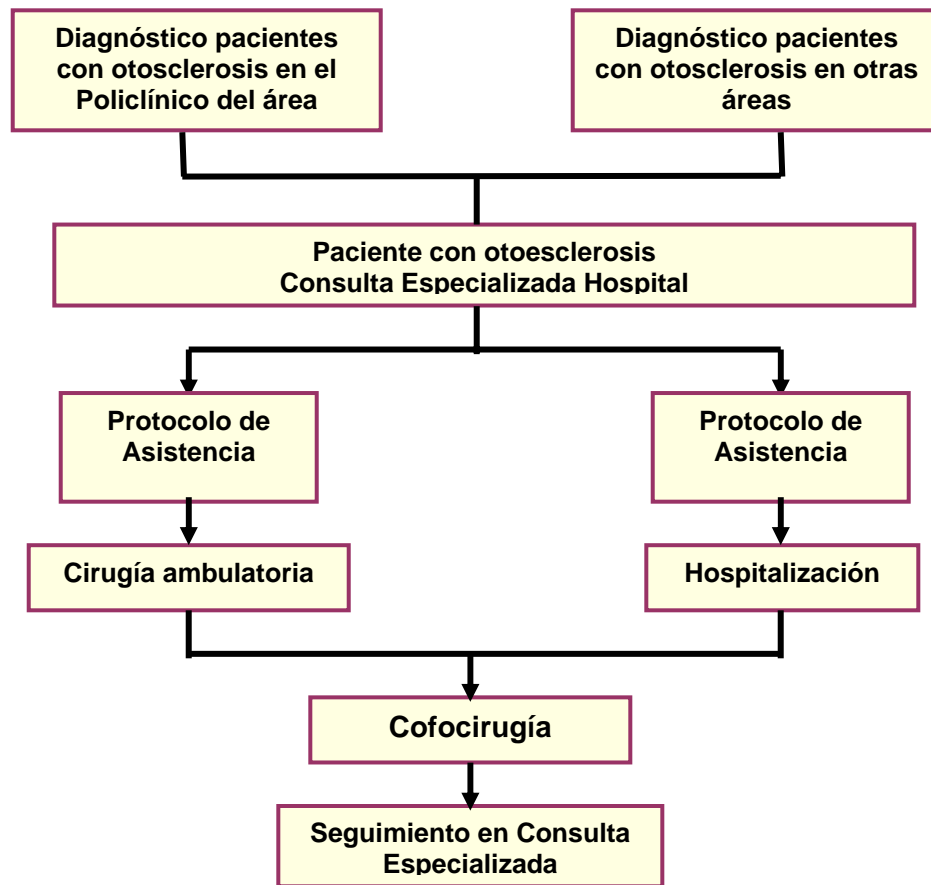 Diagnóstico pacientes
con otosclerosis en el
Policlínico del área
Diagnóstico pacientes
con otosclerosis en otras
áreas
Paciente con otoesclerosis
Consulta Especializada Hospital
Protocolo de
Asistencia
Protocolo de
Asistencia
Cirugía ambulatoria
Hospitalización
Cofocirugía
Seguimiento en Consulta
Especializada